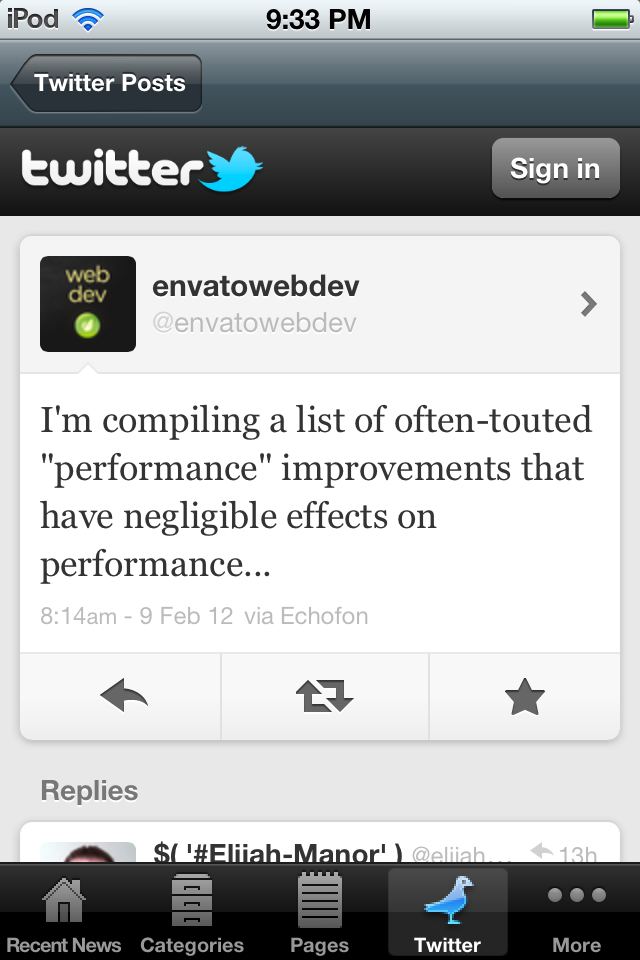 iPod 9:33 PM
Twitter Posts
twitter Sign in
web
dev
envatowebdev
@envatowebdev
I'm compiling a list of often-touted
"performance" improvements that
have negligible effects on
performance...
8:14am - 9 Feb 12 via Echofon
Replies
$( '#Elijah-Manor' ) @elijah... 13h
Recent News Categories Pages Twitter More